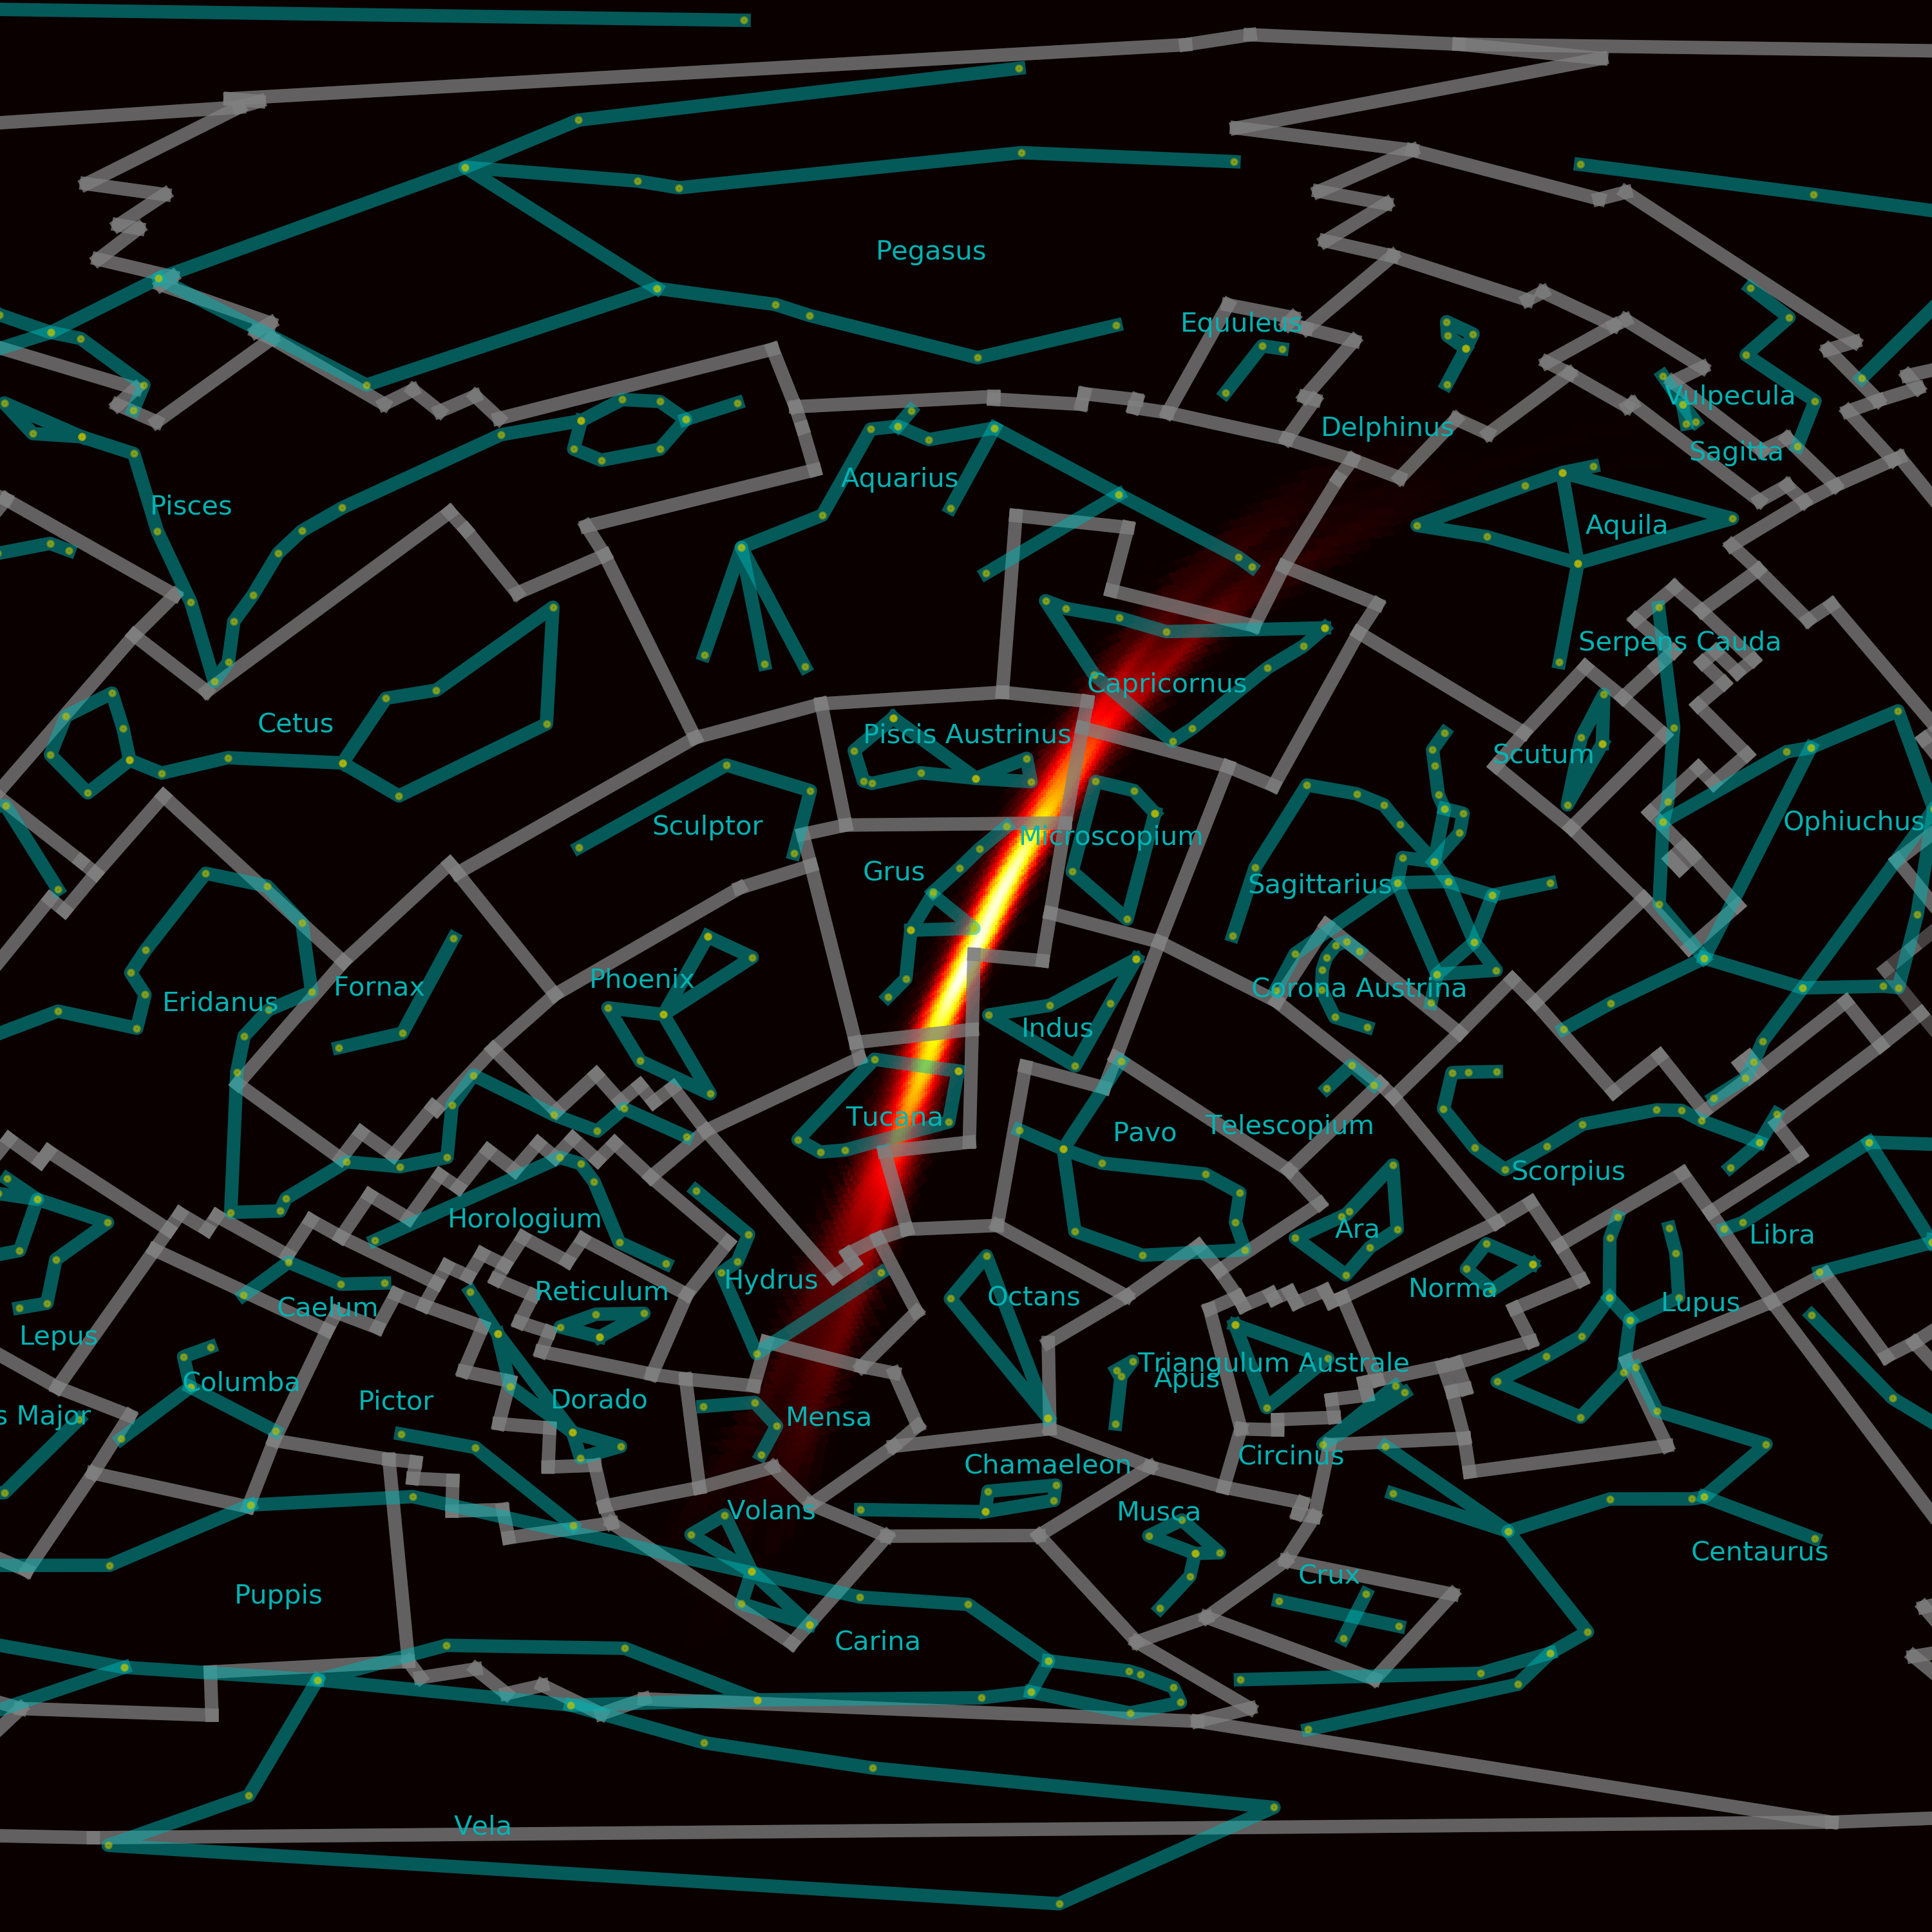 Pegasus
Equuleus
Vulpecula
Delphinus
Sagitta
Aquarius
Pisces
Aquila
Serpens Cauda
Capricornus
Cetus
Piscis Austrinus
Scutum
Ophiuchus
Sculptor
Microscopium
Grus
Sagittarius
Phoenix
Fornax
Corona Austrina
Eridanus
Indus
Tucana
Telescopium
Pavo
Scorpius
Horologium
Ara
Libra
Hydrus
Reticulum
Norma
Octans
Lupus
Caelum
Lepus
Triangulum Australe
Apus
Columba
Pictor
Dorado
s Major
Mensa
Circinus
Chamaeleon
Volans
Musca
Centaurus
Crux
Puppis
Carina
Vela